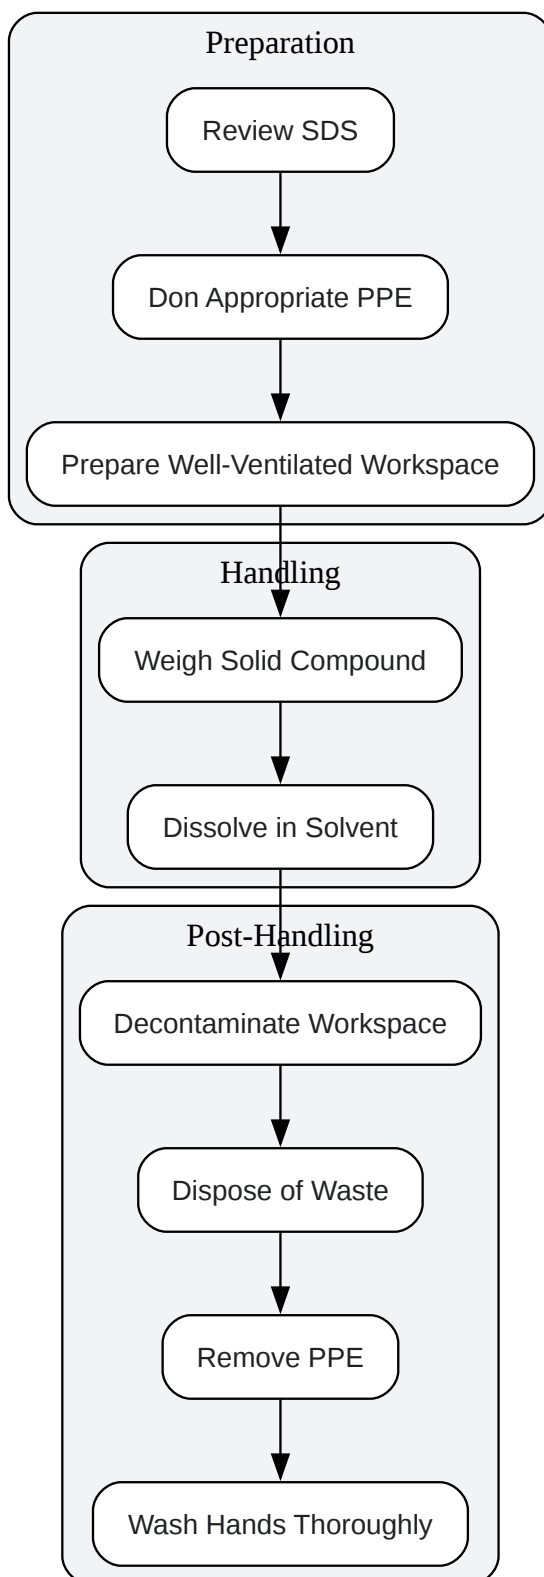 Preparation
Review SDS
Don Appropriate PPE
Prepare Well-Ventilated Workspace
Handling
Weigh Solid Compound
Dissolve in Solvent
Post-Handling
Decontaminate Workspace
Dispose of Waste
Remove PPE
Wash Hands Thoroughly